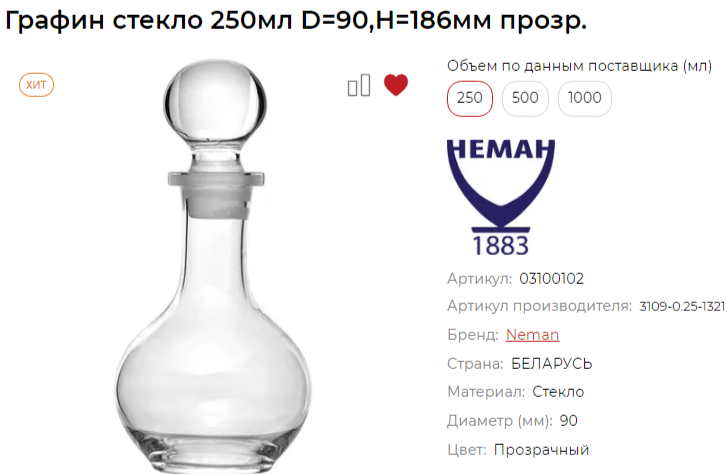 Графин стекло 250мл D=90,H=186мм прозр.
ХИТ
Объем по данным поставщика (мл)
250 500 1000
НЕМАН
1883
Артикул: 03100102
Артикул производителя: 3109-0.25-1321
Бренд: Neman
Страна: БЕЛАРУСЬ
Материал: Стекло
Диаметр (мм): 90
Цвет: Прозрачный